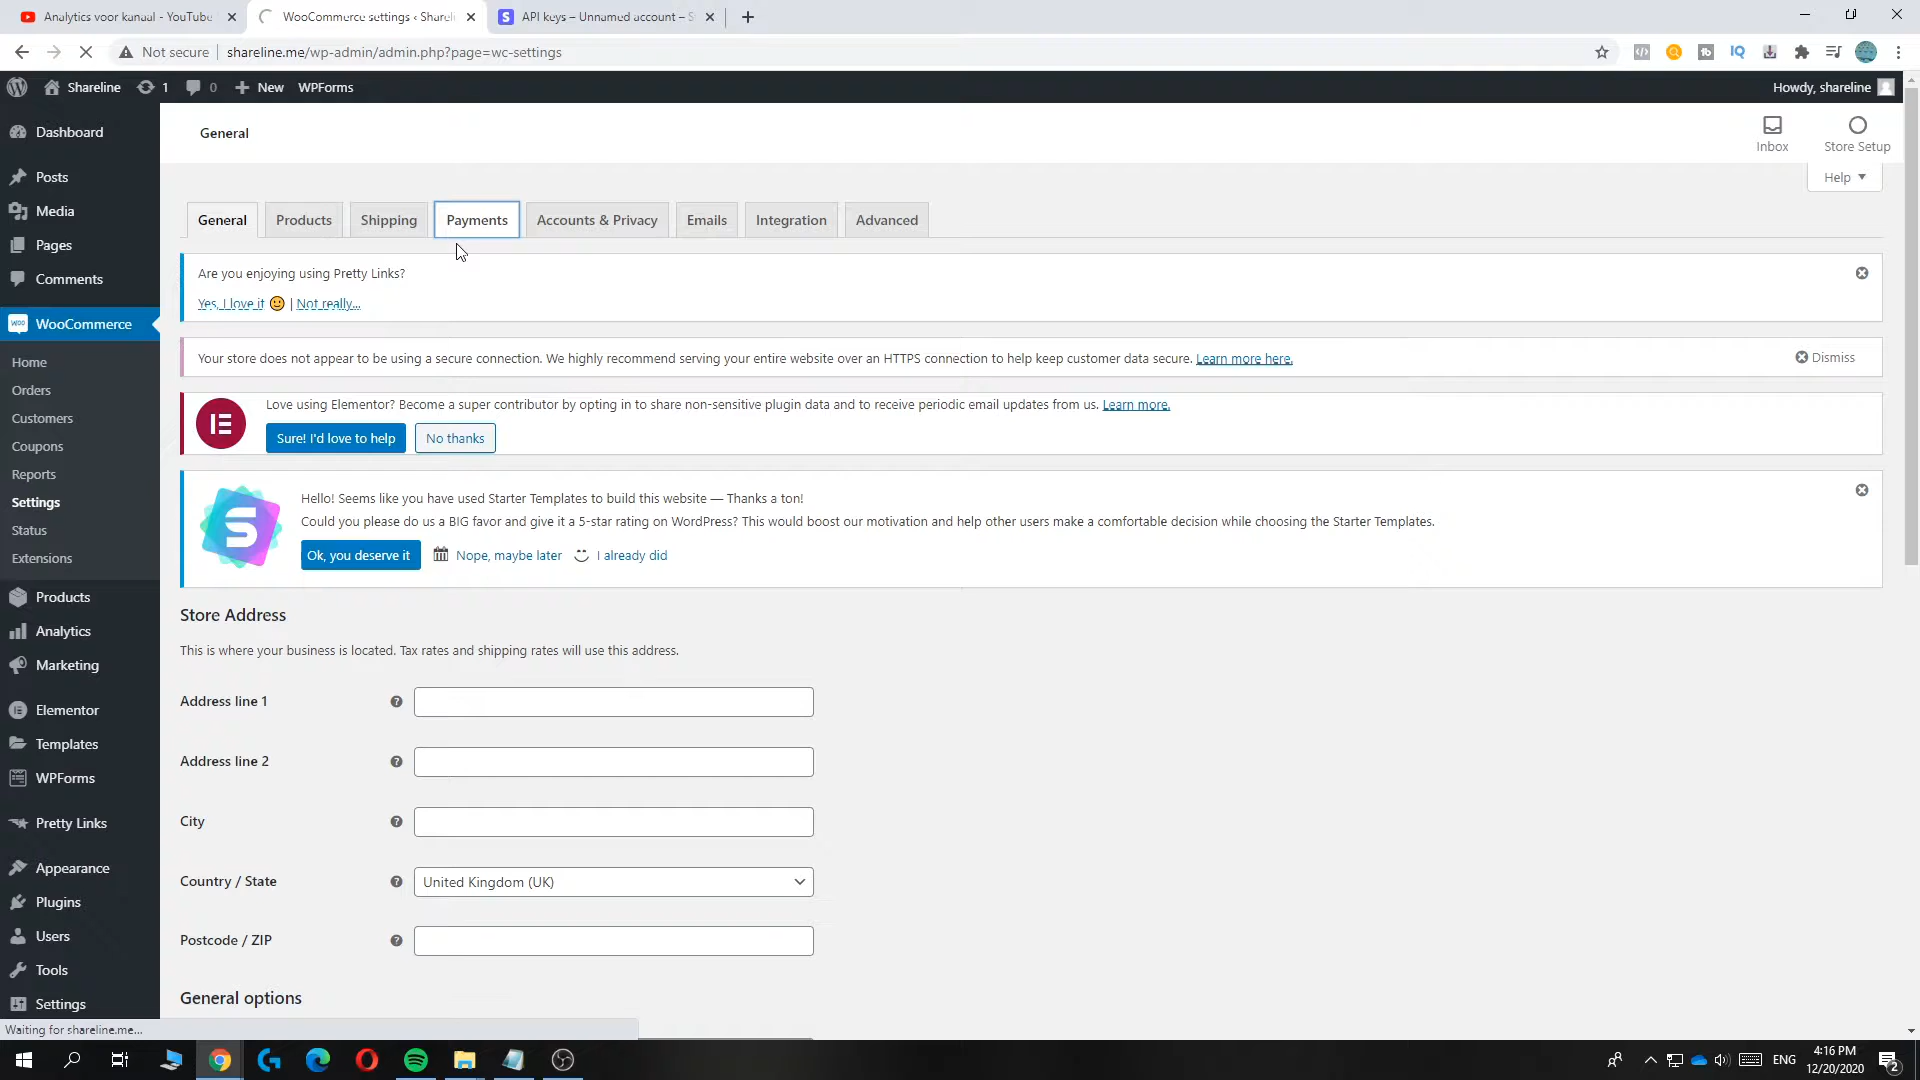 Analytics voor kanaal - YouTube
WooCommerce settings ‹ Shareli
API keys – Unnamed account – S
Not secure
shareline.me/wp-admin/admin.php?page=wc-settings
Shareline
1
0
New
WPForms
Howdy, shareline
Dashboard
Posts
Media
Pages
Comments
WooCommerce
Home
Orders
Customers
Coupons
Reports
Settings
Status
Extensions
Products
Analytics
Marketing
Elementor
Templates
WPForms
Pretty Links
Appearance
Plugins
Users
Tools
Settings
General
Inbox
Store Setup
Help
General
Products
Shipping
Payments
Accounts & Privacy
Emails
Integration
Advanced
Are you enjoying using Pretty Links?
Yes, I love it | Not really...
Your store does not appear to be using a secure connection. We highly recommend serving your entire website over an HTTPS connection to help keep customer data secure. Learn more here.
Dismiss
Love using Elementor? Become a super contributor by opting in to share non-sensitive plugin data and to receive periodic email updates from us. Learn more.
Sure! I'd love to help
No thanks
Hello! Seems like you have used Starter Templates to build this website — Thanks a ton!
Could you please do us a BIG favor and give it a 5-star rating on WordPress? This would boost our motivation and help other users make a comfortable decision while choosing the Starter Templates.
Ok, you deserve it
Nope, maybe later
I already did
Store Address
This is where your business is located. Tax rates and shipping rates will use this address.
Address line 1
Address line 2
City
Country / State
United Kingdom (UK)
Postcode / ZIP
General options
Waiting for shareline.me...
ENG
4:16 PM
12/20/2020
2